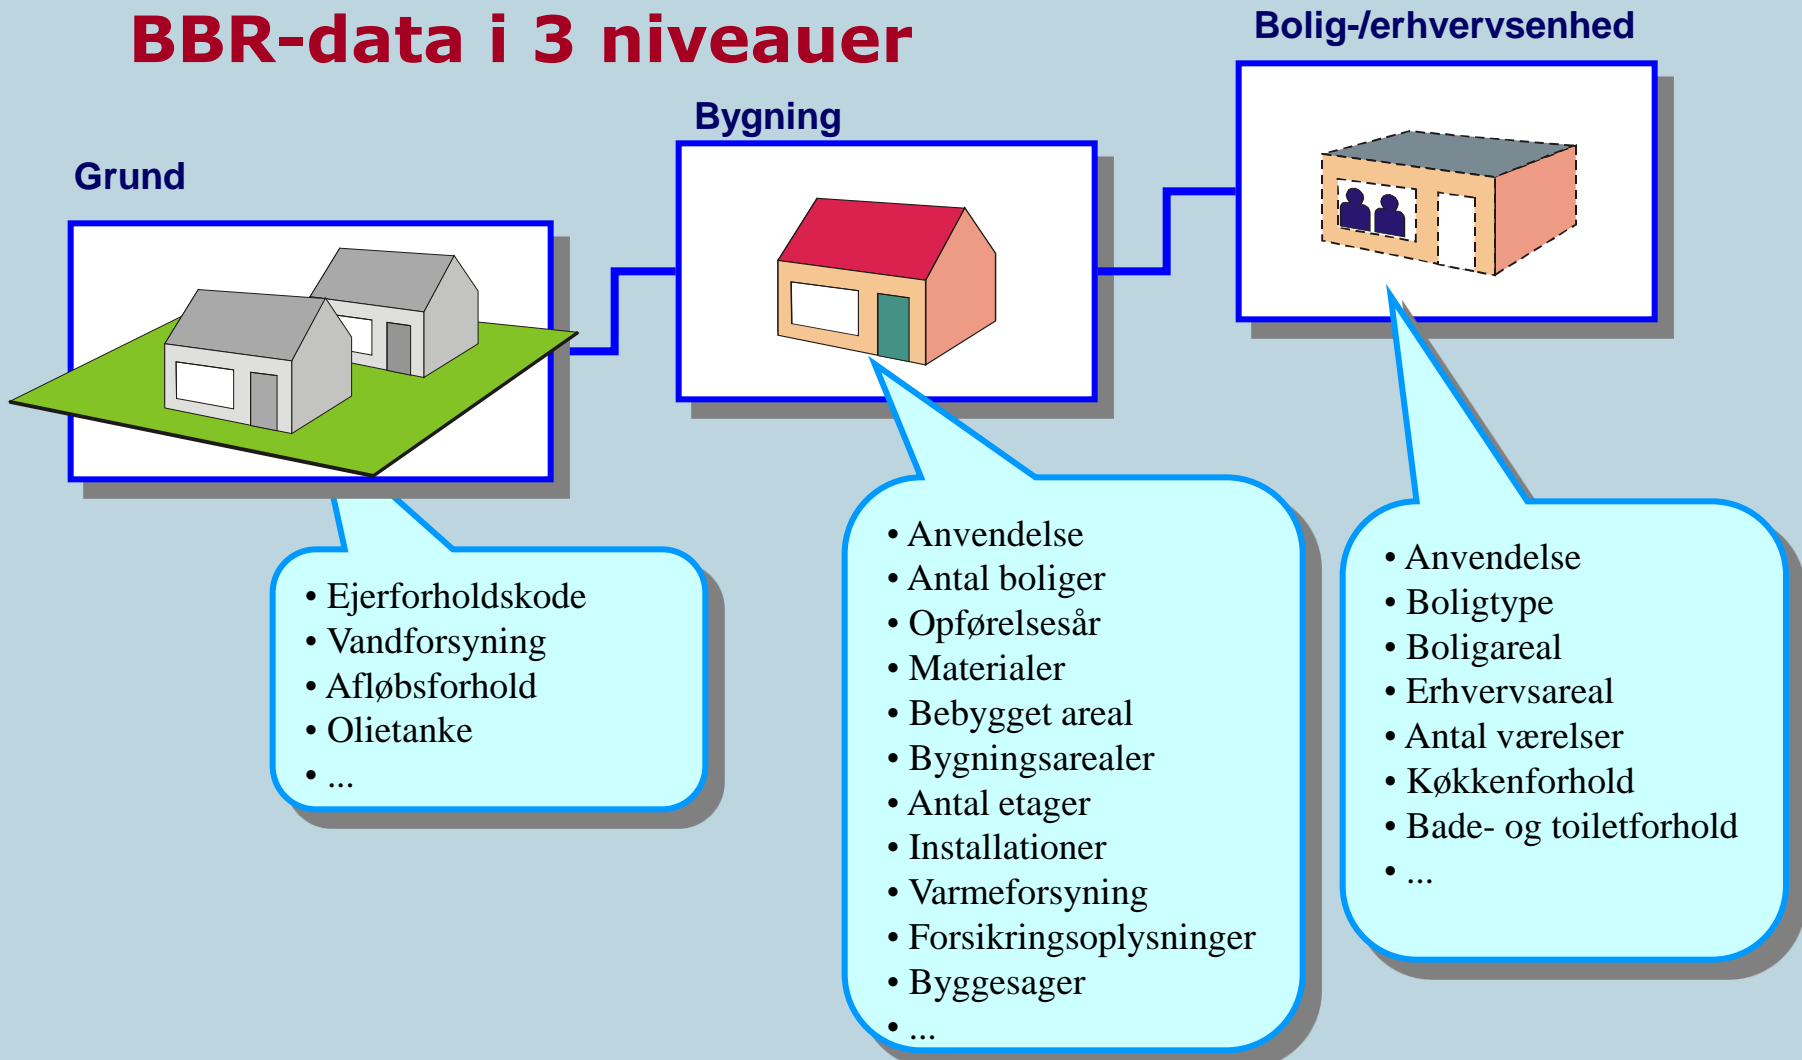 BBR-data i 3 niveauer
Grund
• Ejerforholdskode
• Vandforsyning
• Afløbsforhold
• Olietanke
• ...
Bygning
• Anvendelse
• Antal boliger
• Opførelsesår
• Materialer
• Bebygget areal
• Bygningsarealer
• Antal etager
• Installationer
• Varmeforsyning
• Forsikringsoplysninger
• Byggesager
• ...
Bolig-/erhvervsenhed
• Anvendelse
• Boligtype
• Boligareal
• Erhvervsareal
• Antal værelser
• Køkkenforhold
• Bade- og toiletforhold
• ...